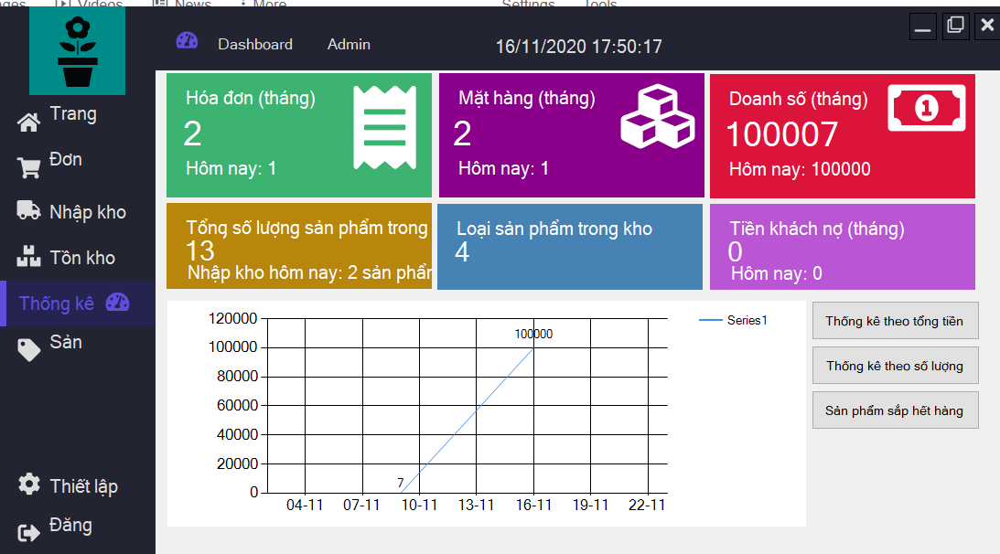 Videos
News
More
Settings
Tools
Dashboard
Admin
16/11/2020 17:50:17
Trang
Đơn
Nhập kho
Tồn kho
Thống kê
Sản
Thiết lập
Đăng
Hóa đơn (tháng)
2
Hôm nay: 1
Mặt hàng (tháng)
2
Hôm nay: 1
Doanh số (tháng)
100007
Hôm nay: 100000
1
Tổng số lượng sản phẩm trong
13
Nhập kho hôm nay: 2 sản phẩm
Loại sản phẩm trong kho
4
Tiền khách nợ (tháng)
0
Hôm nay: 0
120000
100000
80000
60000
40000
20000
0
7
100000
04-11 07-11 10-11 13-11 16-11 19-11 22-11
Series1
Thống kê theo tổng tiền
Thống kê theo số lượng
Sản phẩm sắp hết hàng